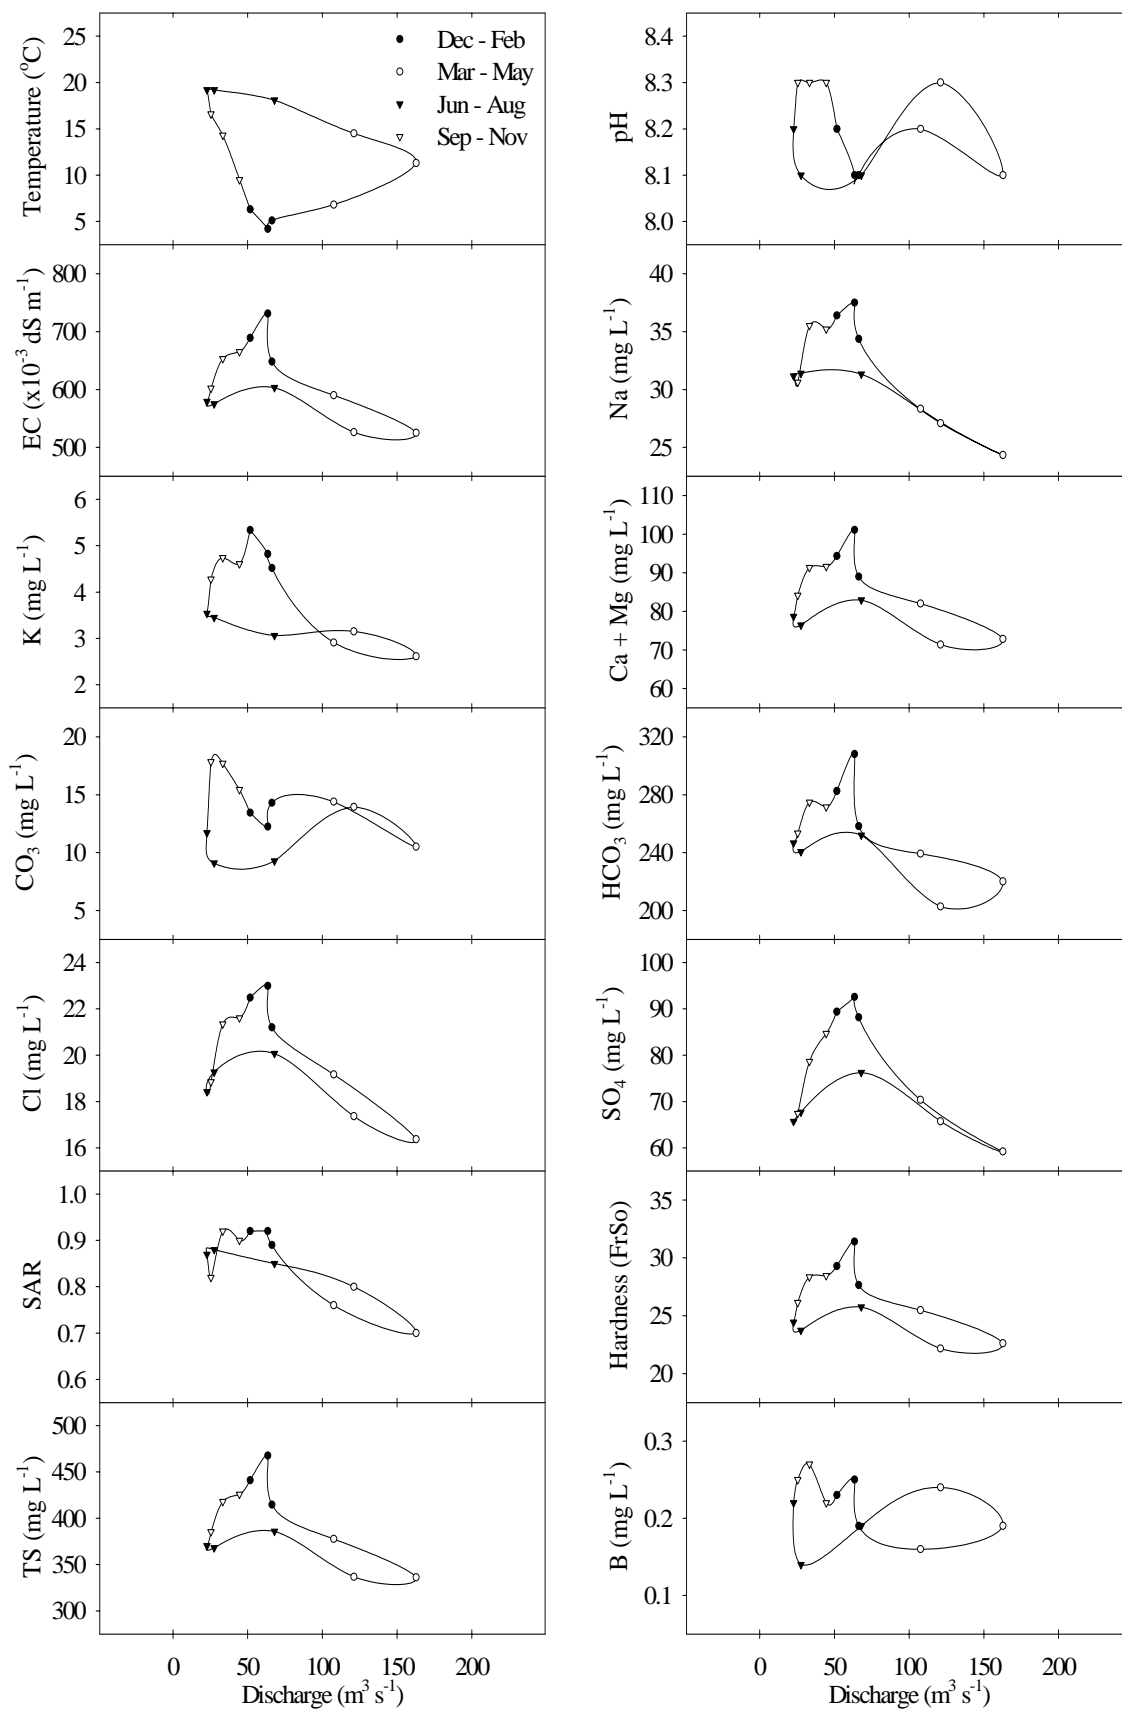 25
20
15
10
5
Temperature (°C)
Dec - Feb
Mar - May
Jun - Aug
Sep - Nov
8.4
8.3
8.2
8.1
8.0
pH
800
700
600
500
EC (x10⁻³ dS m⁻¹)
40
35
30
25
Na (mg L⁻¹)
6
5
4
3
2
K (mg L⁻¹)
110
100
90
80
70
60
Ca + Mg (mg L⁻¹)
20
15
10
5
CO₃ (mg L⁻¹)
320
280
240
200
HCO₃ (mg L⁻¹)
24
22
20
18
16
Cl (mg L⁻¹)
100
90
80
70
60
SO₄ (mg L⁻¹)
1.0
0.9
0.8
0.7
0.6
SAR
35
30
25
20
Hardness (FrSo)
500
450
400
350
300
TS (mg L⁻¹)
0.3
0.2
0.1
B (mg L⁻¹)
0 50 100 150 200
Discharge (m³ s⁻¹)
0 50 100 150 200
Discharge (m³ s⁻¹)